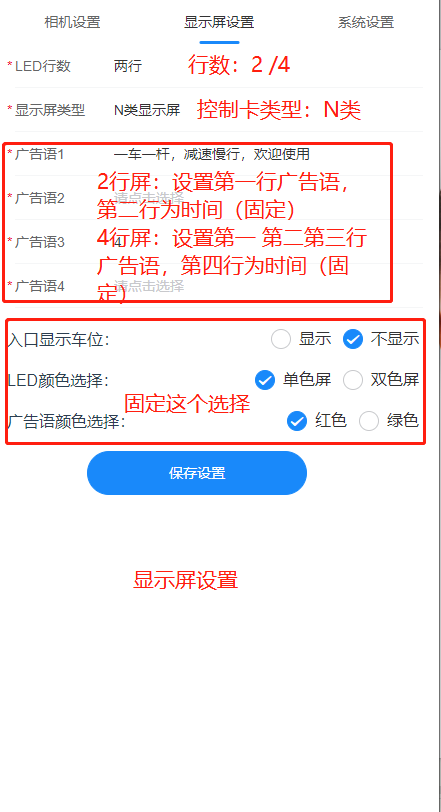 相机设置 显示屏设置 系统设置
*LED行数 两行 行数：2 /4
*显示屏类型 N类显示屏 控制卡类型：N类
*广告语1 一车一杆，减速慢行，欢迎使用
2行屏：设置第一行广告语，
*广告语2 请点击选择
第二行为时间（固定）
4行屏：设置第一 第二第三行
*广告语3 4
广告语，第四行为时间（固
*广告语4 请点击选择
定）
入口显示车位： 显示 不显示
LED颜色选择： 单色屏 双色屏
固定这个选择
广告语颜色选择： 红色 绿色
保存设置
显示屏设置